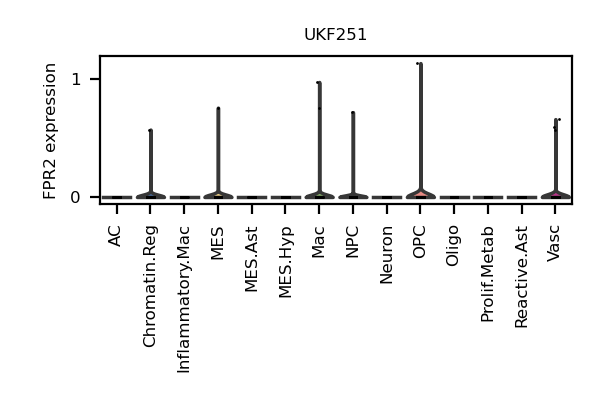 UKF251
FPR2 expression
1
0
AC
Chromatin.Reg
Inflammatory.Mac
MES
MES.Ast
MES.Hyp
Mac
NPC
Neuron
OPC
Oligo
Prolif.Metab
Reactive.Ast
Vasc